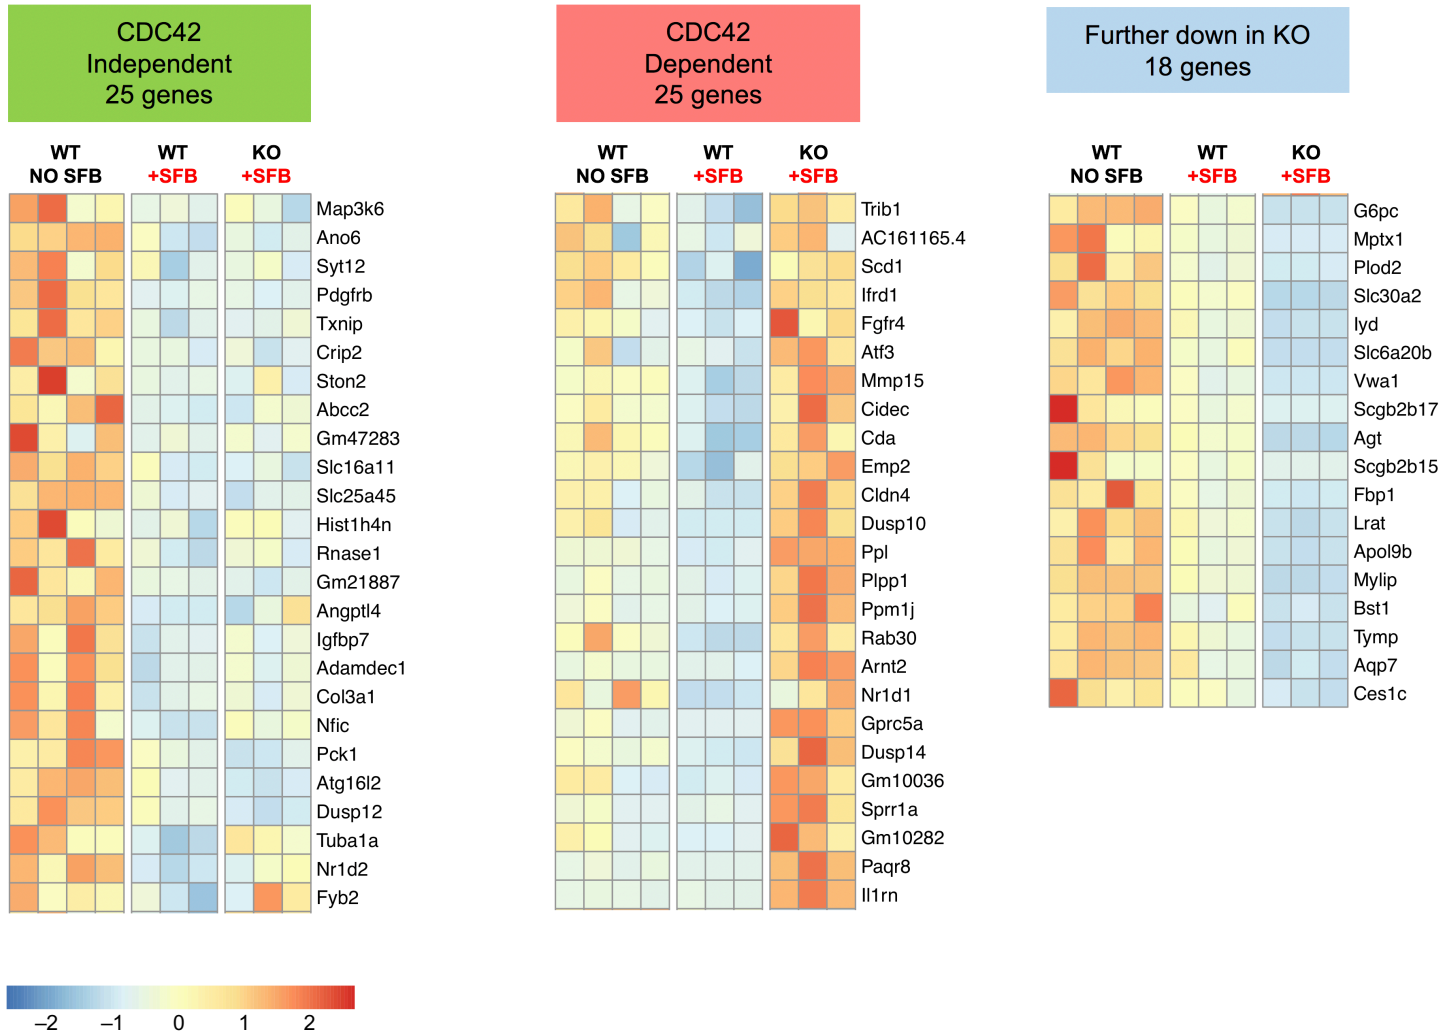 CDC42
Independent
25 genes
WT
NO SFB
WT
+SFB
KO
+SFB
Map3k6
Ano6
Syt12
Pdgfrb
Txnip
Crip2
Ston2
Abcc2
Gm47283
Slc16a11
Slc25a45
Hist1h4n
Rnase1
Gm21887
Angptl4
Igfbp7
Adamdec1
Col3a1
Nfic
Pck1
Atg16l2
Dusp12
Tuba1a
Nr1d2
Fyb2
CDC42
Dependent
25 genes
WT
NO SFB
WT
+SFB
KO
+SFB
Trib1
AC161165.4
Scd1
Ifrd1
Fgfr4
Atf3
Mmp15
Cidec
Cda
Emp2
Cldn4
Dusp10
Ppl
Plpp1
Ppm1j
Rab30
Arnt2
Nr1d1
Gprc5a
Dusp14
Gm10036
Sprr1a
Gm10282
Paqr8
Il1rn
Further down in KO
18 genes
WT
NO SFB
WT
+SFB
KO
+SFB
G6pc
Mptx1
Plod2
Slc30a2
Iyd
Slc6a20b
Vwa1
Scgb2b17
Agt
Scgb2b15
Fbp1
Lrat
Apol9b
Mylip
Bst1
Tymp
Aqp7
Ces1c
−2 −1 0 1 2